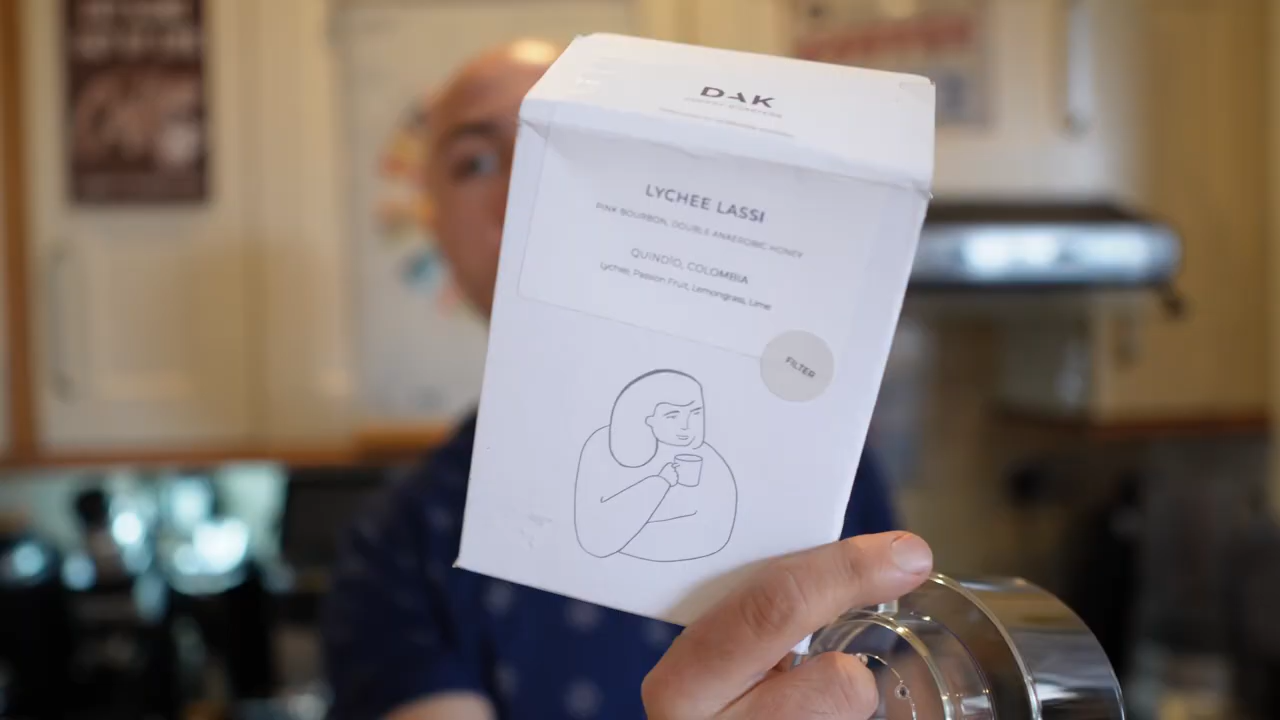 DAK
LYCHEE LASSI
PINK BOURBON, DOUBLE ANAEROBIC HONEY
QUINDÍO, COLOMBIA
Lychee, Passion Fruit, Lemongrass, Lime
FILTER